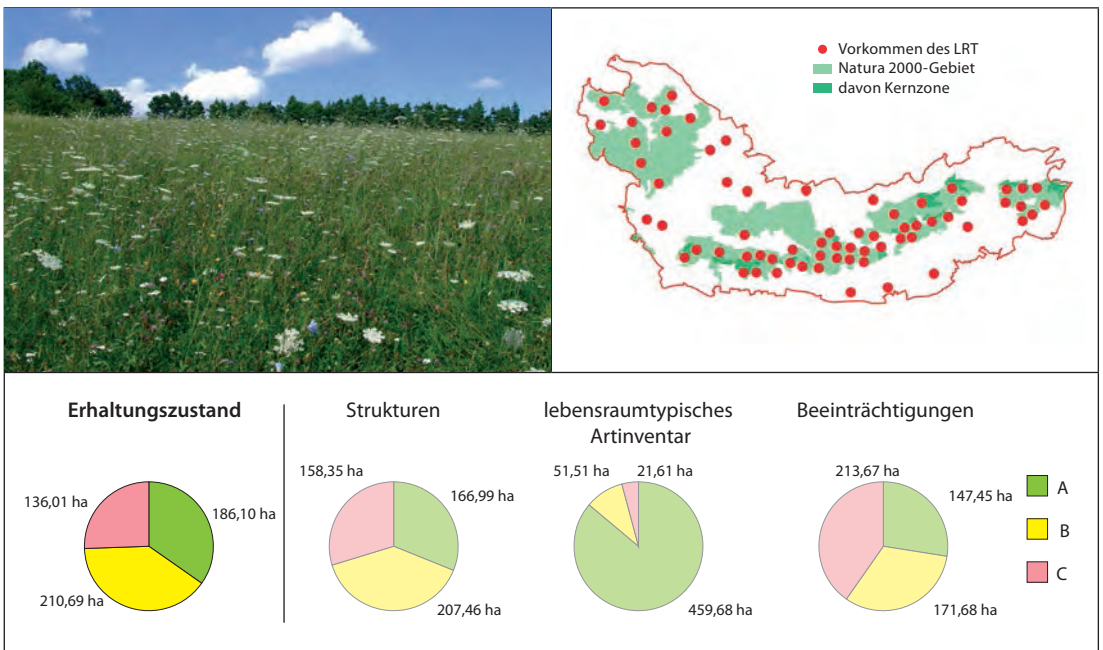 Vorkommen des LRT
Natura 2000-Gebiet
davon Kernzone
Erhaltungszustand
136,01 ha
186,10 ha
210,69 ha
Strukturen
158,35 ha
166,99 ha
207,46 ha
lebensraumtypisches
Artinventar
51,51 ha
21,61 ha
459,68 ha
Beeinträchtigungen
213,67 ha
147,45 ha
171,68 ha
A
B
C